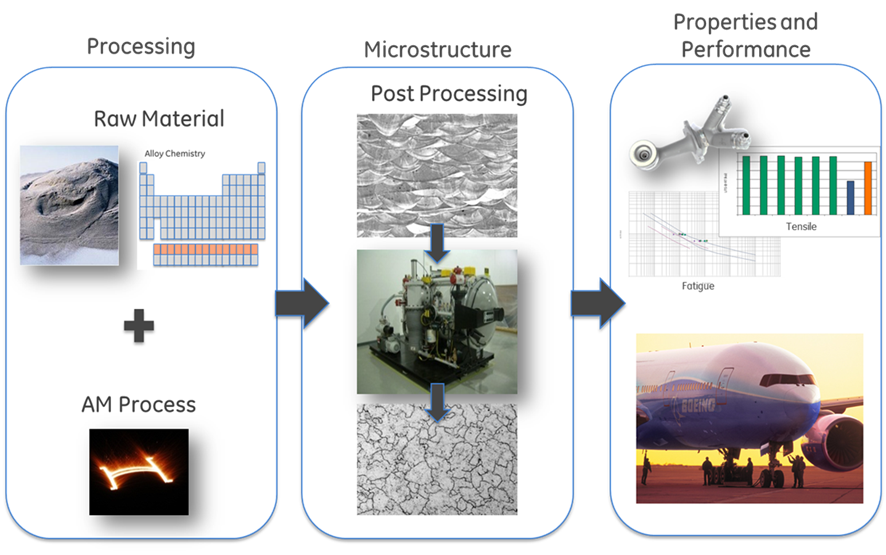 Processing
Raw Material
Alloy Chemistry
AM Process
Microstructure
Post Processing
Properties and
Performance
Tensile
Fatigue
BOEING